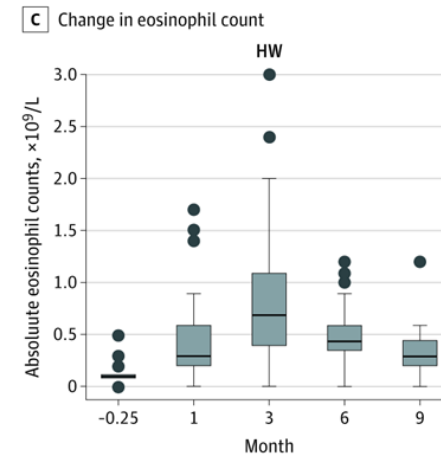 C Change in eosinophil count
HW
Absoluute eosinophil counts, ×10⁹/L
3.0
2.5
2.0
1.5
1.0
0.5
0
-0.25 1 3 6 9
Month